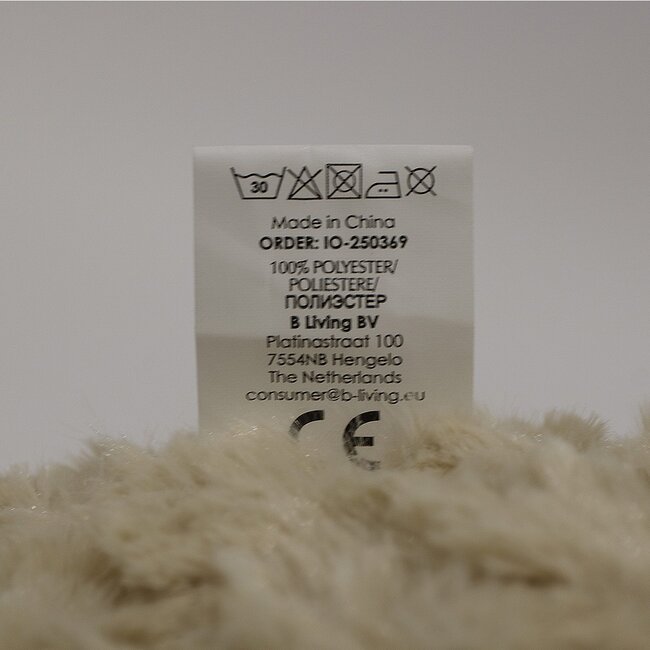 30
Made in China
ORDER: IO-250369
100% POLYESTER/
POLIESTERE/
ПОЛИЭСТЕР
B Living BV
Platinastraat 100
7554NB Hengelo
The Netherlands
consumer@b-living.eu
CE